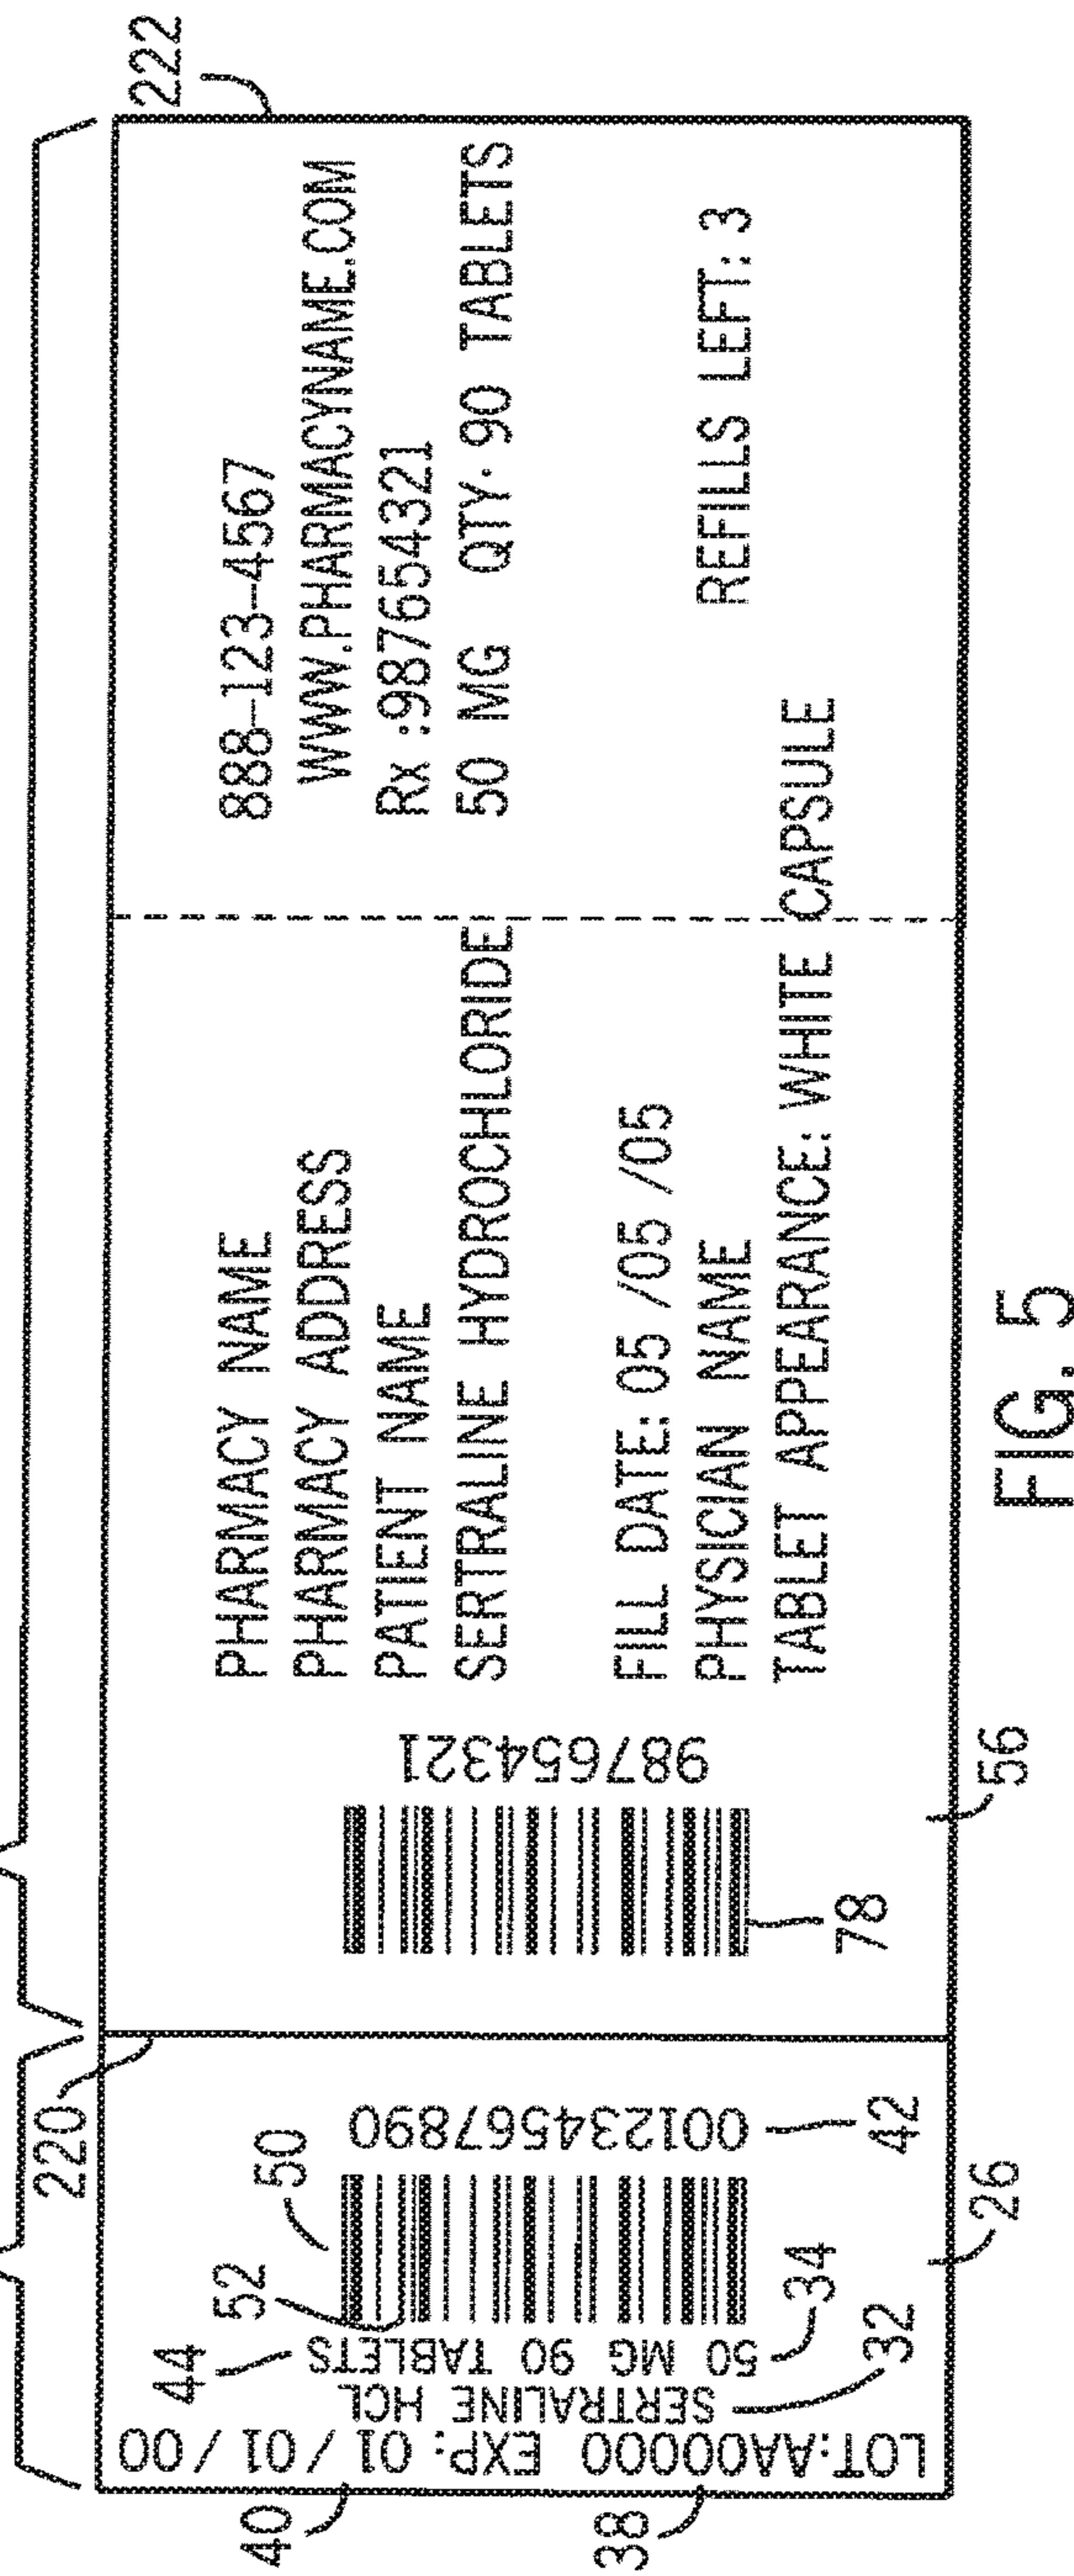 222
PHARMACY NAME 888-123-4567
PHARMACY ADDRESS WWW.PHARMACYNAME.COM
PATIENT NAME Rx :987654321
SERTRALINE HYDROCHLORIDE 50 MG QTY. 90 TABLETS
FILL DATE: 05 /05 /05
PHYSICIAN NAME REFILLS LEFT: 3
TABLET APPEARANCE: WHITE CAPSULE
987654321
78
56
220
LOT:AA00000 EXP: 01 / 01 / 00
SERTRALINE HCL
50 MG 90 TABLETS
001234567890
40
38
44
52
50
32
34
42
26
FIG. 5